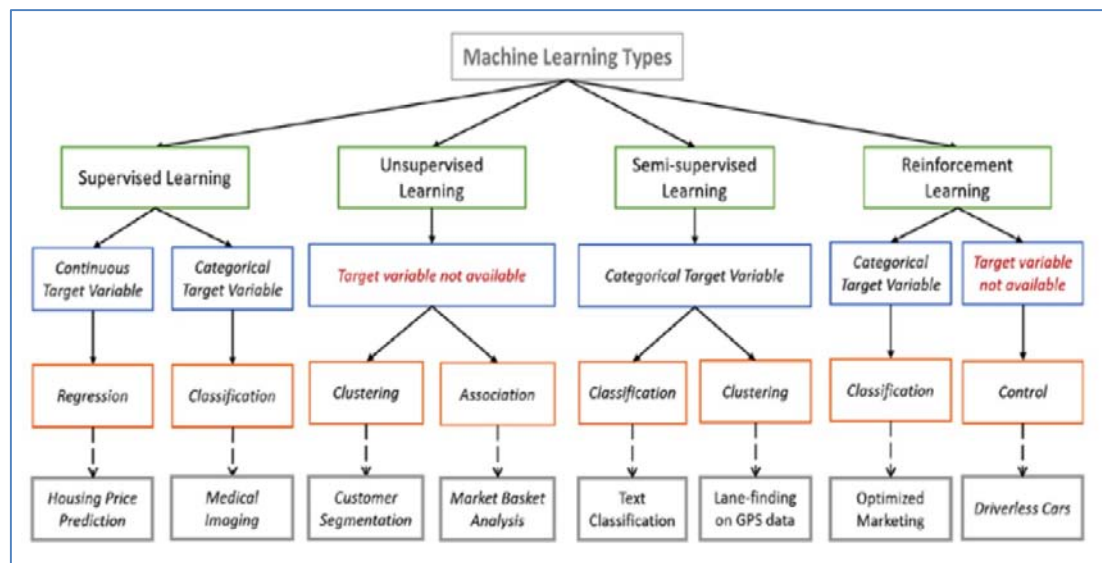 Machine Learning Types
Supervised Learning
Unsupervised
Learning
Semi-supervised
Learning
Reinforcement
Learning
Continuous
Target Variable
Categorical
Target Variable
Target variable not available
Categorical Target Variable
Categorical
Target Variable
Target variable
not available
Regression
Classification
Clustering
Association
Classification
Clustering
Classification
Control
Housing Price
Prediction
Medical
Imaging
Customer
Segmentation
Market Basket
Analysis
Text
Classification
Lane-finding
on GPS data
Optimized
Marketing
Driverless Cars